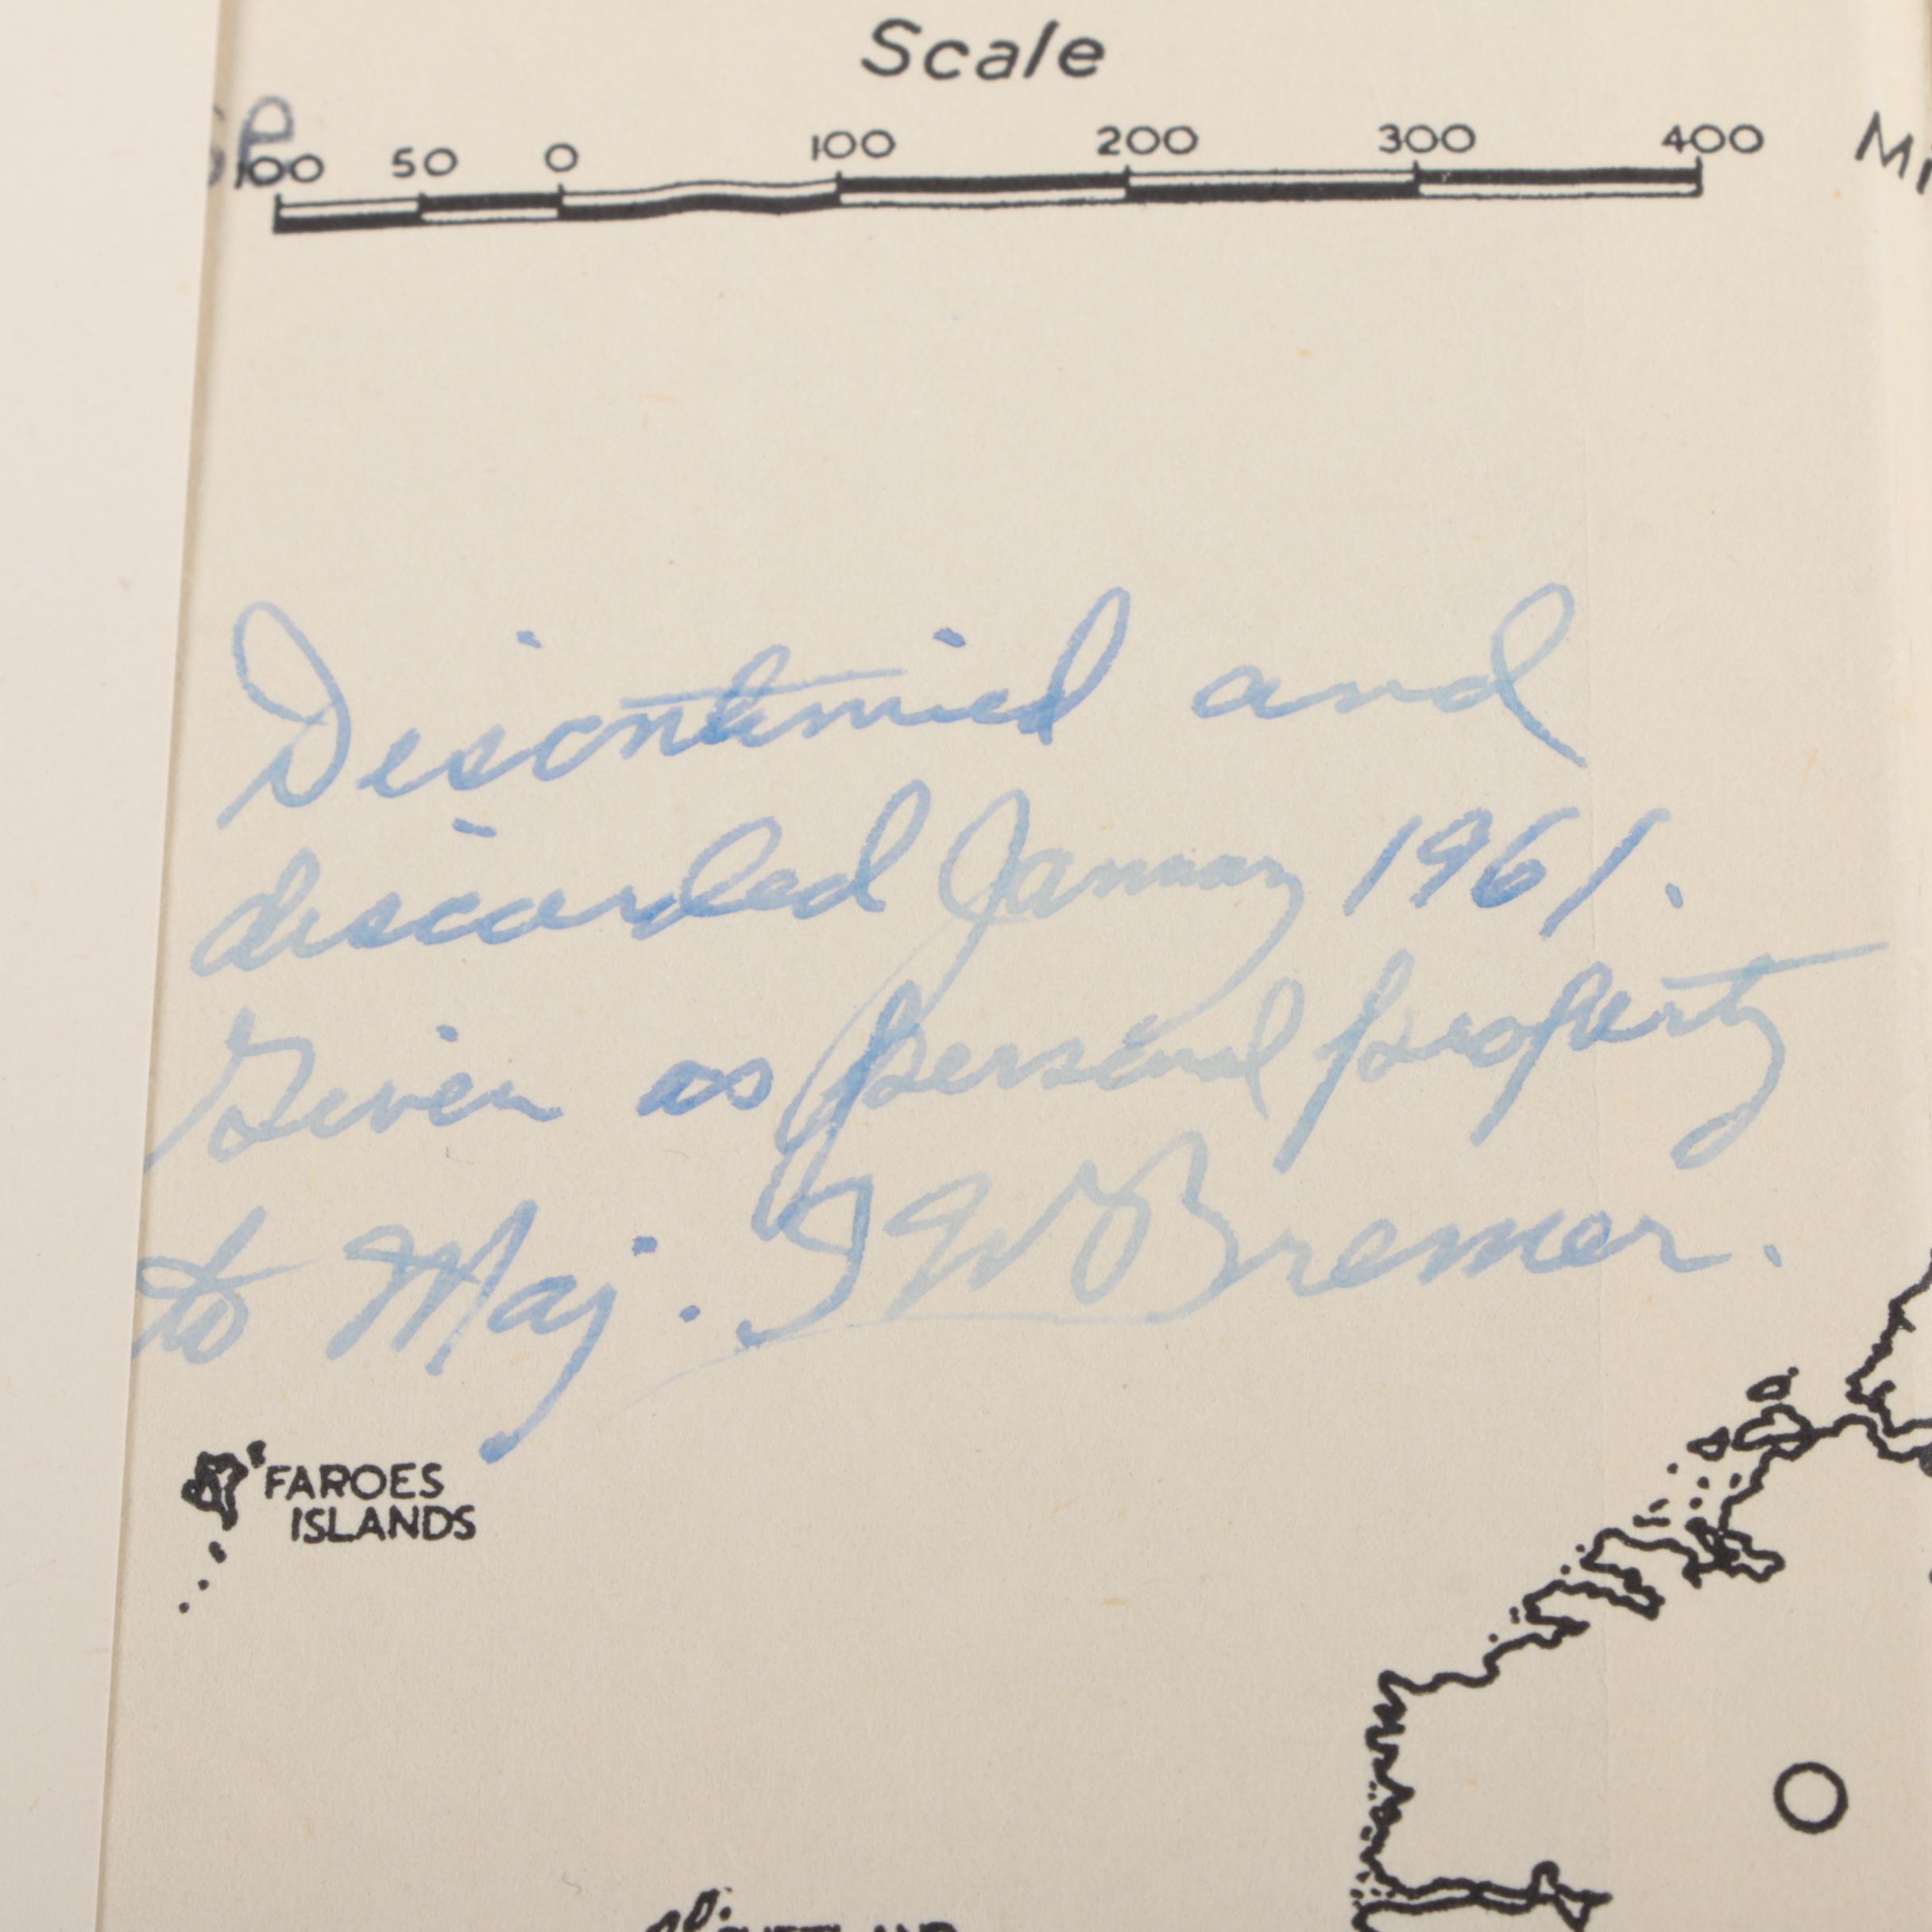 Scale
100 50 0 100 200 300 400 Mi
Discontinued and
discarded January 1961.
Given as personal property
to Maj. I W Bremer.
FAROES
ISLANDS